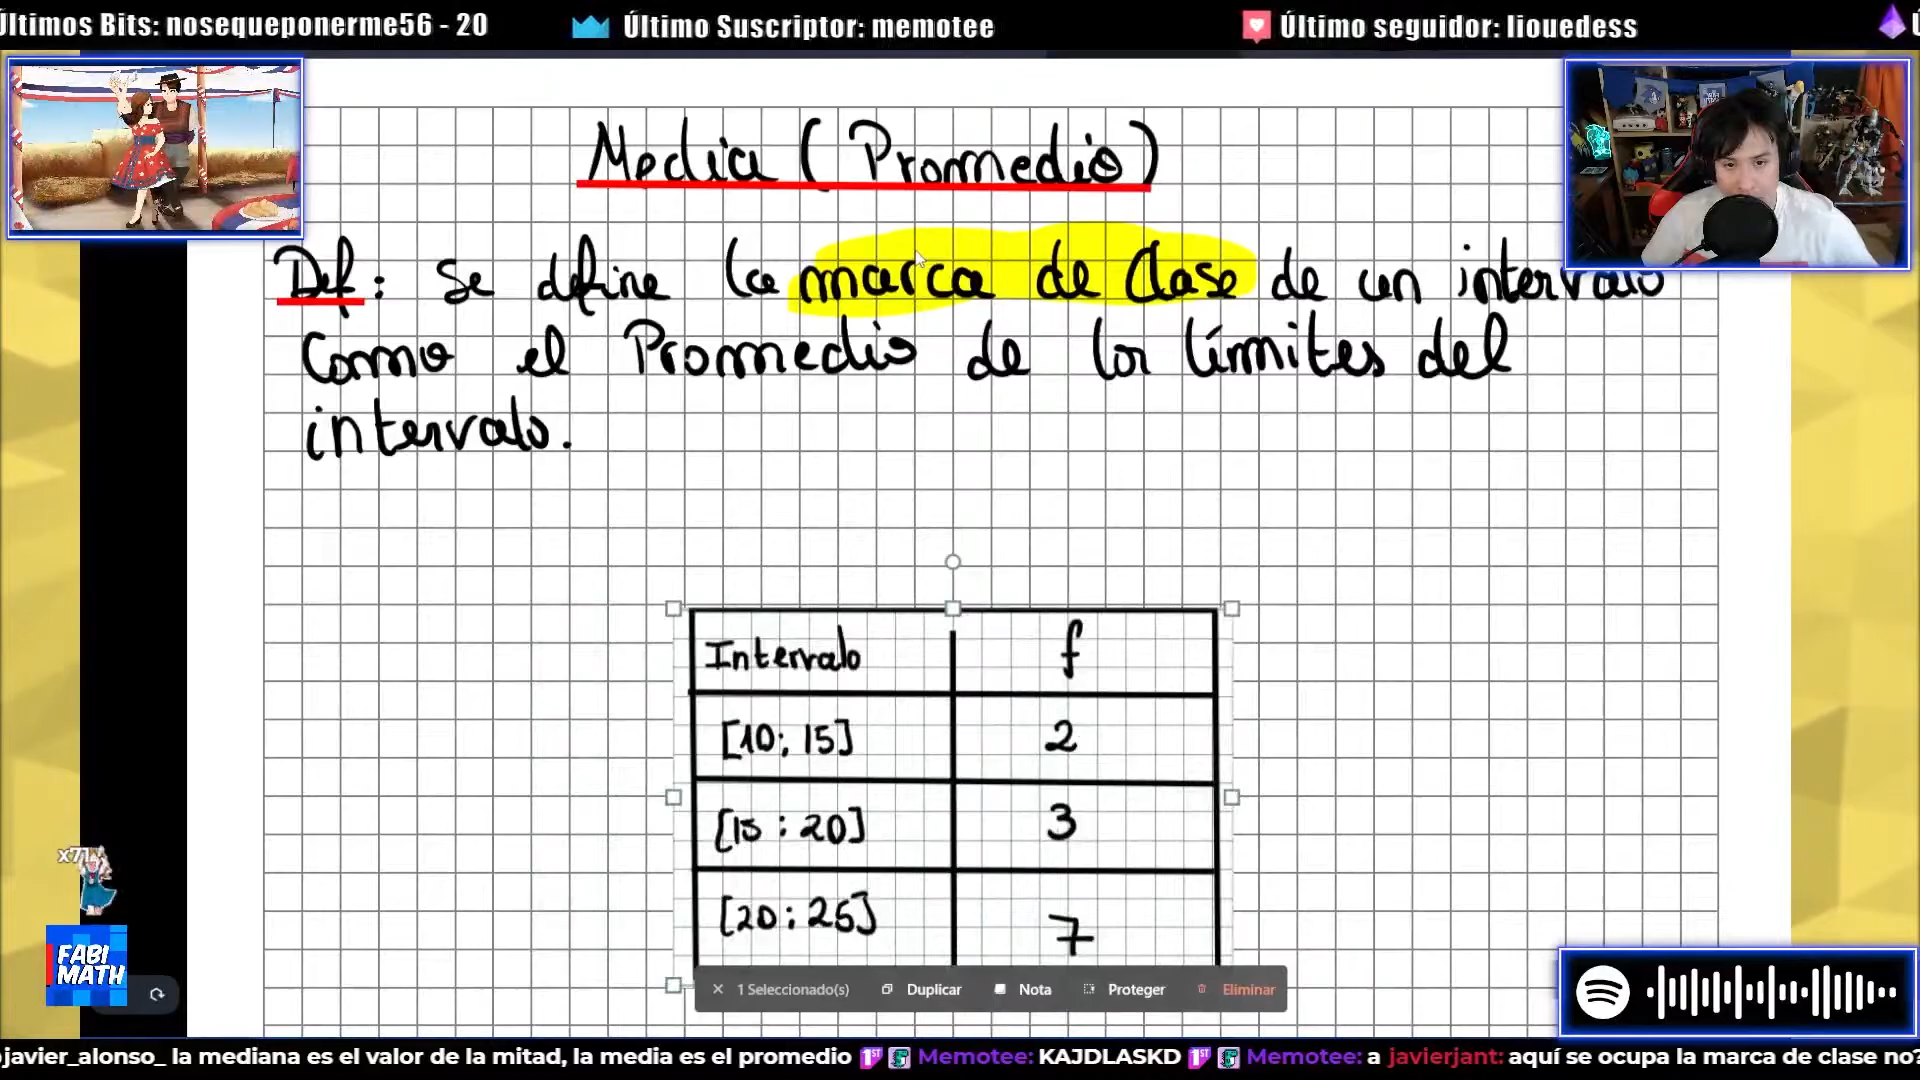 Últimos Bits: nosequeponerme56 - 20
Último Suscriptor: memotee
Último seguidor: liouedess
Media (Promedio)
Def: Se define la marca de clase de un intervalo
Como el Promedio de los límites del
intervalo.
Intervalo f
[10; 15] 2
[15 : 20] 3
[20 : 25] 7
x71
FABI
MATH
1 Seleccionado(s) Duplicar Nota Proteger Eliminar
javier_alonso_ la mediana es el valor de la mitad, la media es el promedio 1ST Memotee: KAJDLASKD 1ST Memotee: a javierjant: aquí se ocupa la marca de clase no?